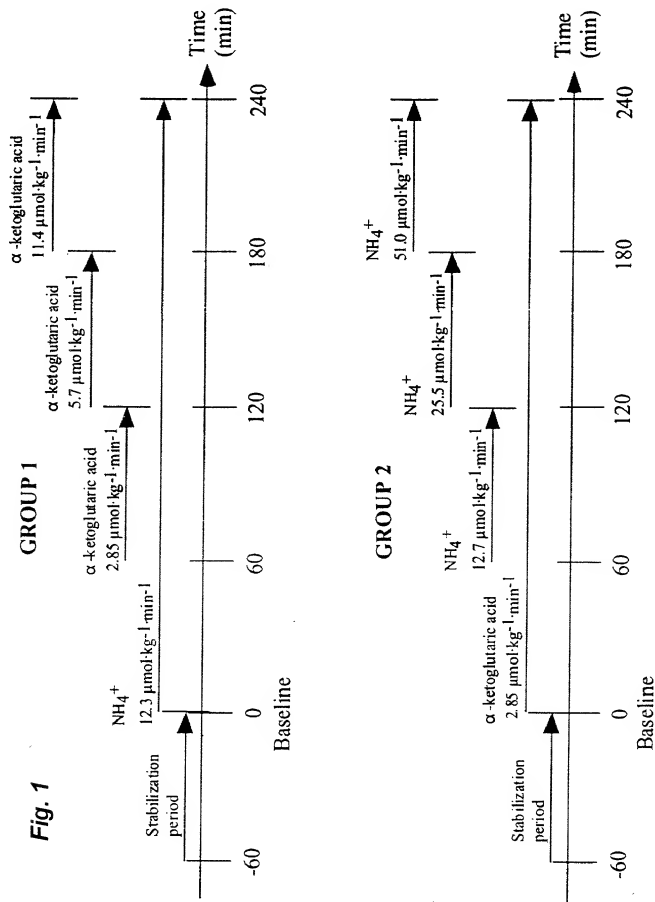 Fig. 1
GROUP 1
α-ketoglutaric acid
11.4 μmol·kg-1·min-1
α-ketoglutaric acid
5.7 μmol·kg-1·min-1
α-ketoglutaric acid
2.85 μmol·kg-1·min-1
NH4+
12.3 μmol·kg-1·min-1
Stabilization
period
-60
0
60
120
180
240
Time
(min)
Baseline
GROUP 2
NH4+
51.0 μmol·kg-1·min-1
NH4+
25.5 μmol·kg-1·min-1
NH4+
12.7 μmol·kg-1·min-1
α-ketoglutaric acid
2.85 μmol·kg-1·min-1
Stabilization
period
-60
0
60
120
180
240
Time
(min)
Baseline